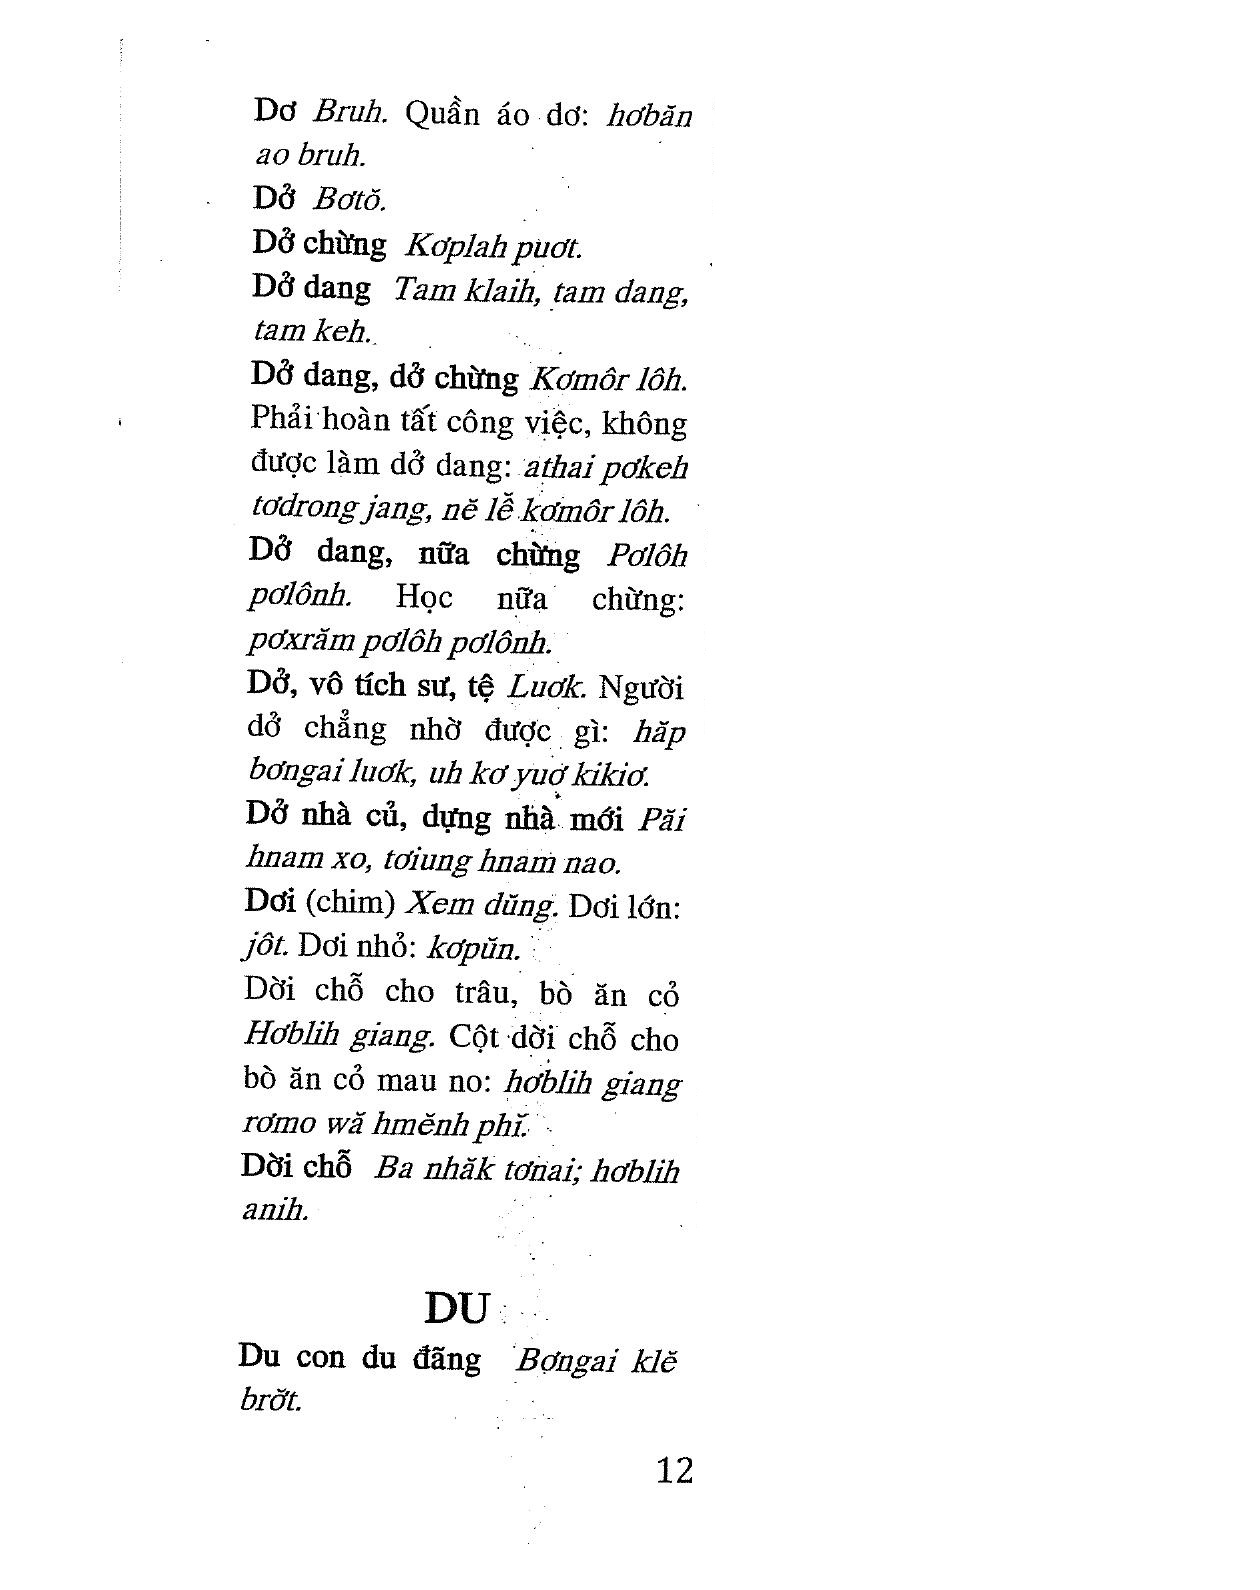 Dơ Bruh. Quần áo dơ: hơbăn
ao bruh.
Dở Bơtŏ.
Dở chừng Kơplah puơt.
Dở dang Tam klaih, tam dang,
tam keh.
Dở dang, dở chừng Kơmôr lôh.
Phải hoàn tất công việc, không
được làm dở dang: athai pơkeh
tơdrong jang, nĕ lê̆ kơmôr lôh.
Dở dang, nữa chừng Pơlôh
pơlônh. Học nữa chừng:
pơxrăm pơlôh pơlônh.
Dở, vô tích sư, tệ Luơk. Người
dở chẳng nhờ được gì: hăp
bơngai luơk, uh kơ yuơ kikiơ.
Dở nhà củ, dựng nhà mới Păi
hnam xo, tơiung hnam nao.
Dơi (chim) Xem dŭng. Dơi lớn:
jôt. Dơi nhỏ: kơpŭn.
Dời chỗ cho trâu, bò ăn cỏ
Hơblih giang. Cột dời chỗ cho
bò ăn cỏ mau no: hơblih giang
rơmo wă hmĕnh phĭ.
Dời chỗ Ba nhăk tơnai; hơblih
anih.
DU
Du con du đãng Bơngai klĕ
brơ̆t.
12